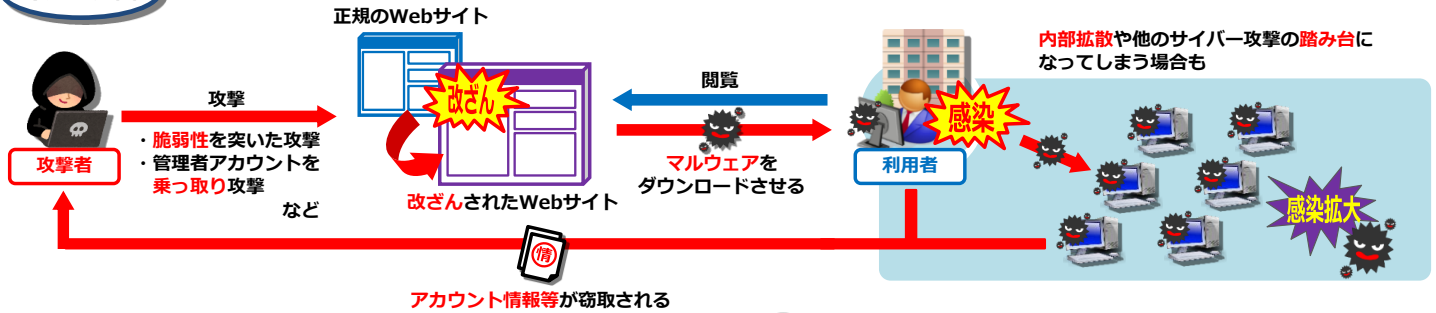 正規のWebサイト
攻撃
・脆弱性を突いた攻撃
・管理者アカウントを
乗っ取り攻撃
など
攻撃者
改ざん
改ざんされたWebサイト
閲覧
マルウェアを
ダウンロードさせる
感染
利用者
内部拡散や他のサイバー攻撃の踏み台に
なってしまう場合も
感染拡大
情
アカウント情報等が窃取される